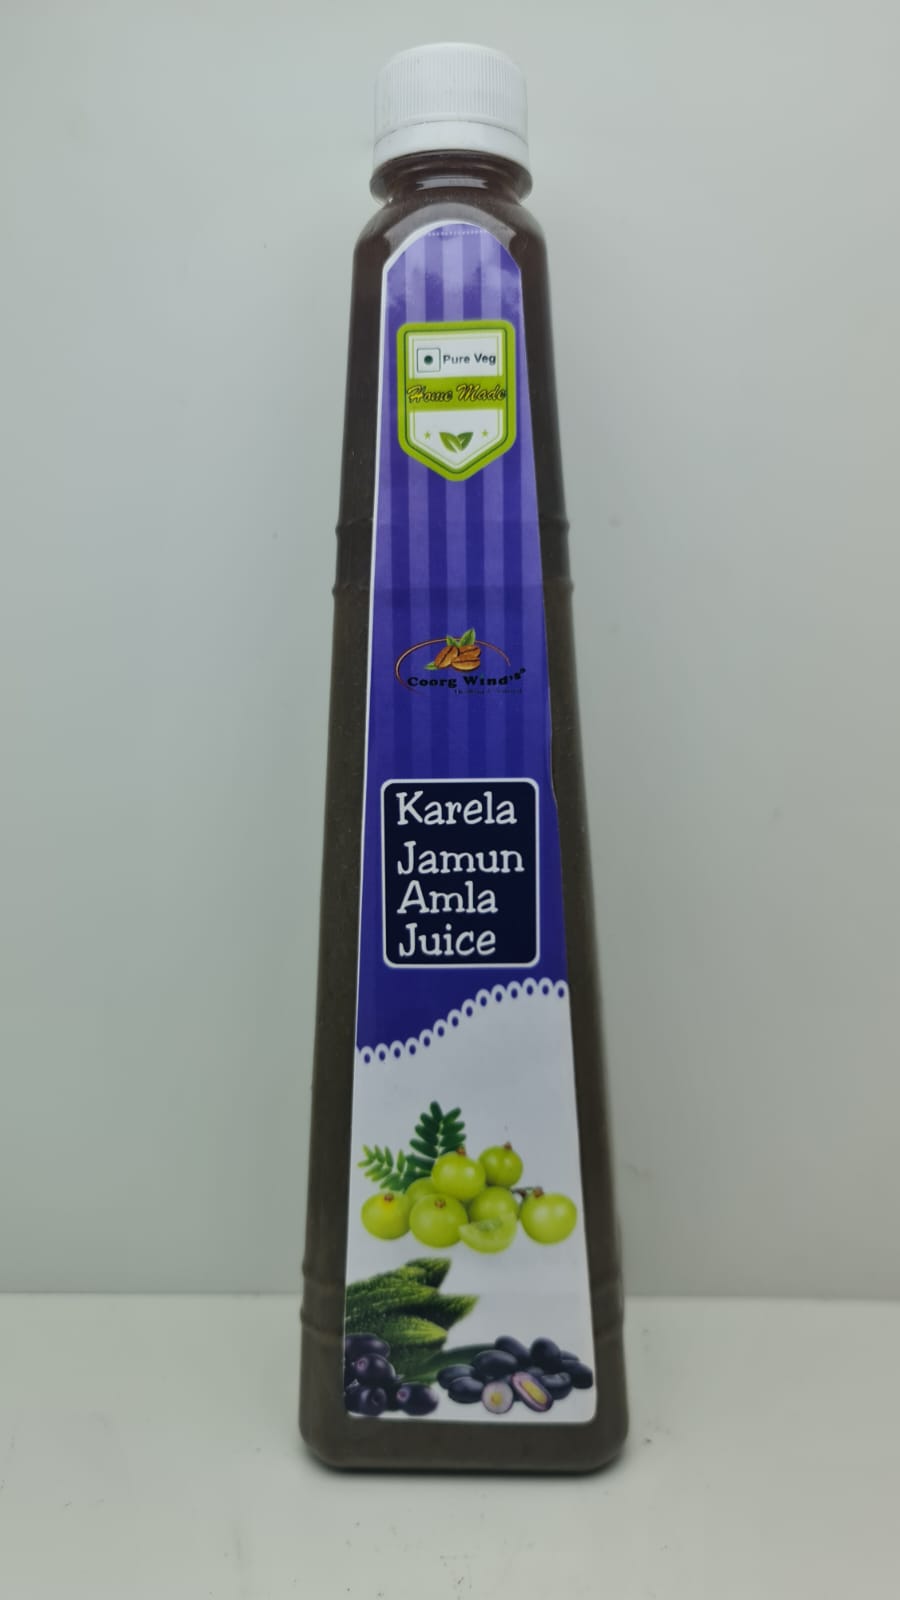 Pure Veg
Home Made
Coorg Wind's
Karela
Jamun
Amla
Juice